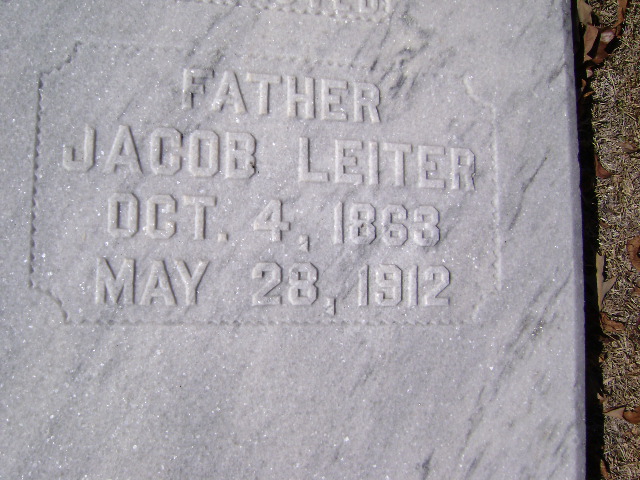 FATHER
JACOB LEITER
OCT. 4, 1863
MAY 28, 1912